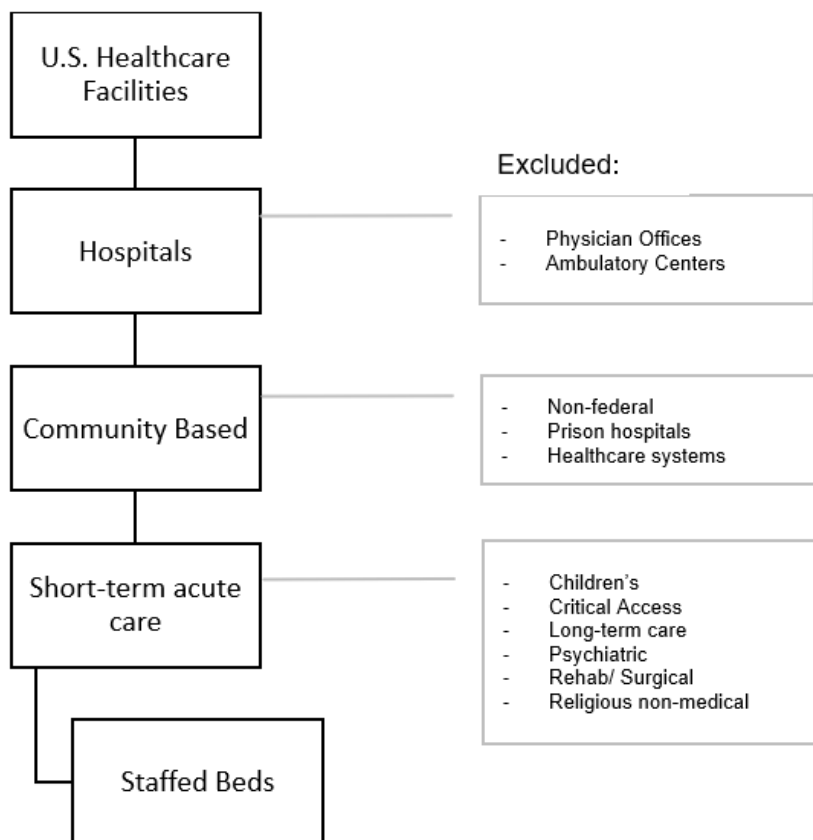 U.S. Healthcare
Facilities
Excluded:
Hospitals
- Physician Offices
- Ambulatory Centers
Community Based
- Non-federal
- Prison hospitals
- Healthcare systems
Short-term acute
care
- Children's
- Critical Access
- Long-term care
- Psychiatric
- Rehab/ Surgical
- Religious non-medical
Staffed Beds